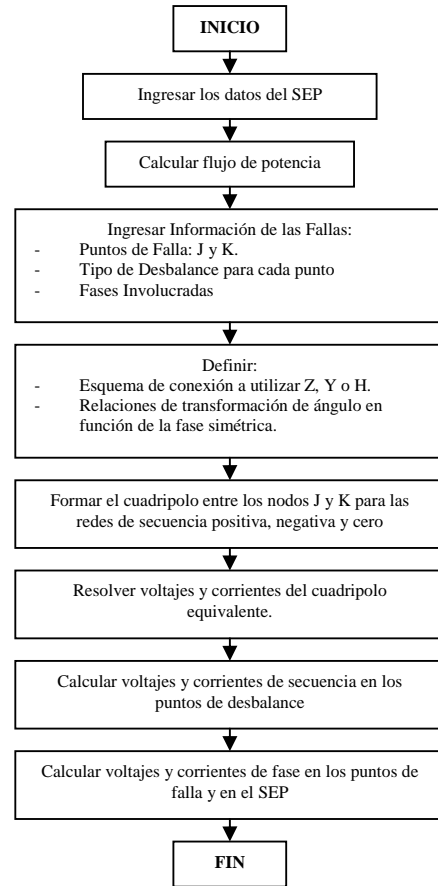 INICIO
Ingresar los datos del SEP
Calcular flujo de potencia
Ingresar Información de las Fallas:
- Puntos de Falla: J y K.
- Tipo de Desbalance para cada punto
- Fases Involucradas
Definir:
- Esquema de conexión a utilizar Z, Y o H.
- Relaciones de transformación de ángulo en
función de la fase simétrica.
Formar el cuadripolo entre los nodos J y K para las
redes de secuencia positiva, negativa y cero
Resolver voltajes y corrientes del cuadripolo
equivalente.
Calcular voltajes y corrientes de secuencia en los
puntos de desbalance
Calcular voltajes y corrientes de fase en los puntos de
falla y en el SEP
FIN